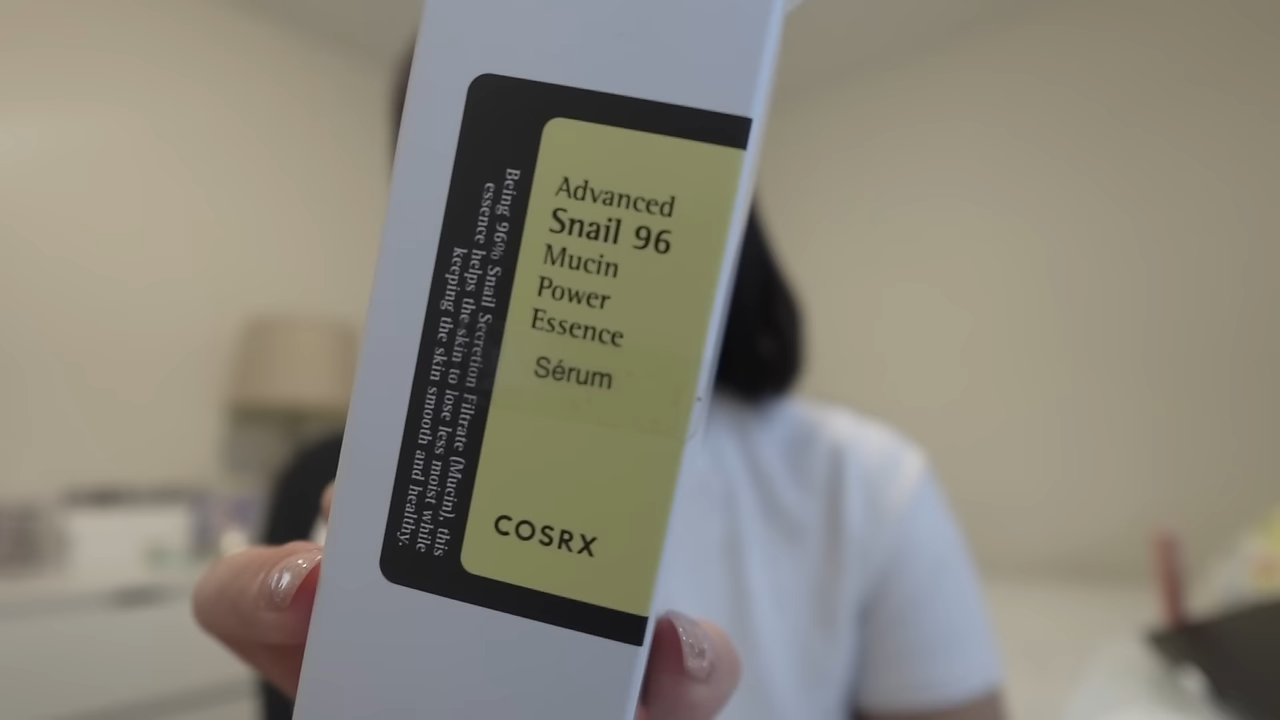 Advanced
Snail 96
Mucin
Power
Essence
Sérum
COSRX
Being 96% Snail Secretion Filtrate (Mucin), this
essence helps the skin to lose less moist while
keeping the skin smooth and healthy.